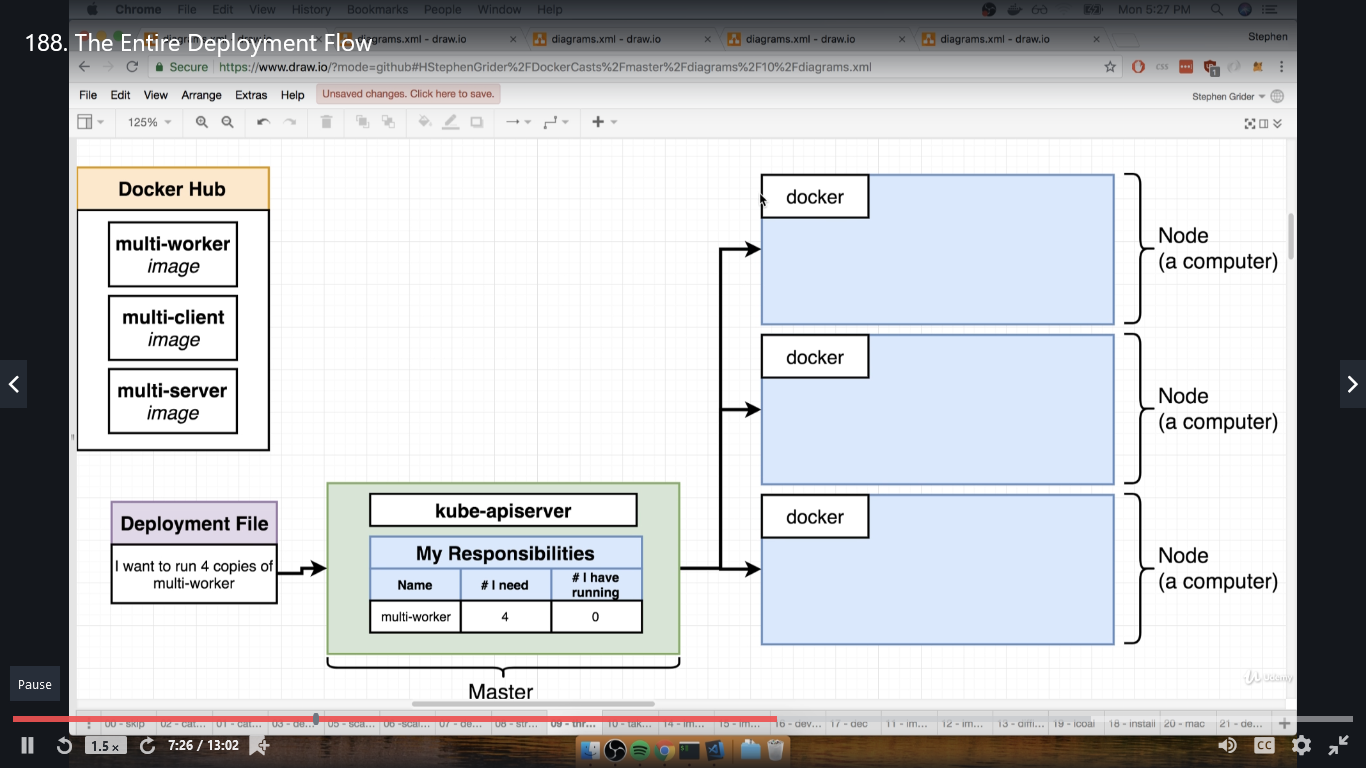 Chrome File Edit View History Bookmarks People Window Help Mon 5:27 PM
188. The Entire Deployment Flow
diagrams.xml - draw.io
diagrams.xml - draw.io
diagrams.xml - draw.io
Stephen
Secure https://www.draw.io/?mode=github#HStephenGrider%2FDockerCasts%2Fmaster%2Fdiagrams%2F10%2Fdiagrams.xml
File Edit View Arrange Extras Help Unsaved changes. Click here to save. Stephen Grider
125%
Docker Hub
multi-worker
image
multi-client
image
multi-server
image
Deployment File
I want to run 4 copies of
multi-worker
kube-apiserver
My Responsibilities
Name # I need # I have
running
multi-worker 4 0
Master
docker
Node
(a computer)
docker
Node
(a computer)
docker
Node
(a computer)
Udemy
Pause
00 - skip 02 - cat... 01 - cat... 03 - de... 05 - sca... 06 - scal... 07 - de... 08 - str... 09 - thr... 10 - tak... 14 - im... 15 - im... 16 - dev... 17 - dec 11 - im... 12 - im... 13 - diffi... 19 - lcoal 18 - install 20 - mac 21 - de...
1.5 x 7:26 / 13:02 CC